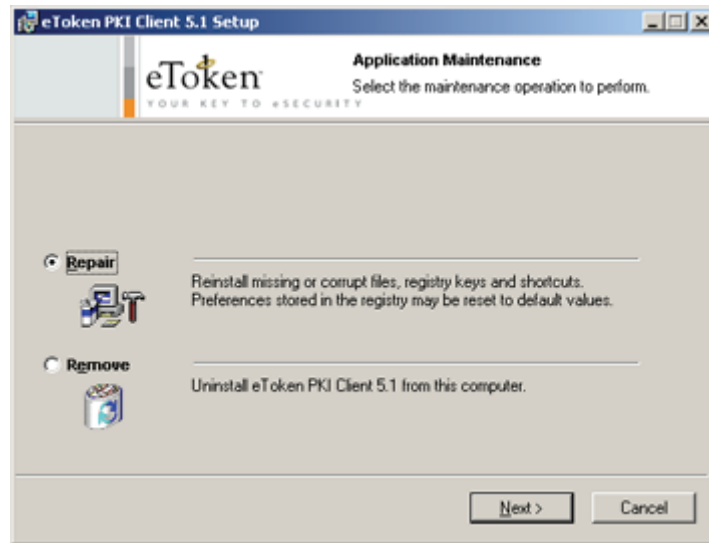 eToken PKI Client 5.1 Setup
eToken
YOUR KEY TO eSECURITY
Application Maintenance
Select the maintenance operation to perform.
Repair
Reinstall missing or corrupt files, registry keys and shortcuts.
Preferences stored in the registry may be reset to default values.
Remove
Uninstall eToken PKI Client 5.1 from this computer.
Next >
Cancel